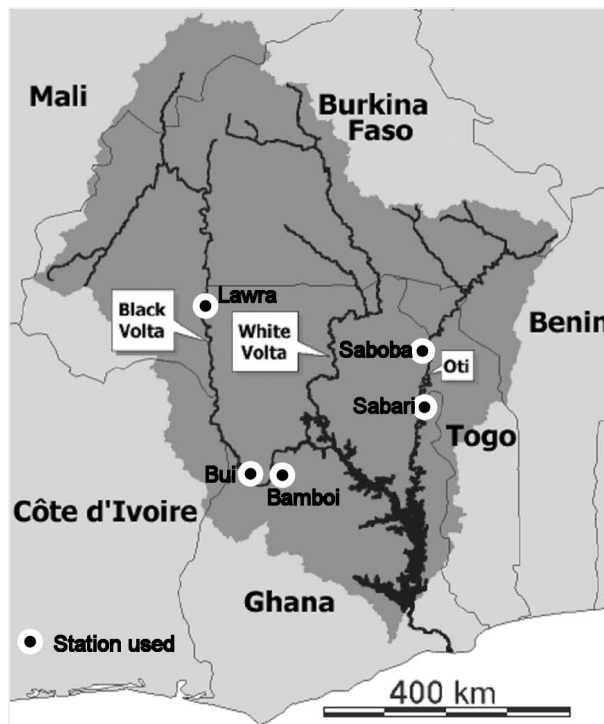 Mali
Burkina
Faso
Lawra
Black
Volta
White
Volta
Benin
Saboba
Oti
Sabari
Togo
Bui
Bamboi
Côte d'Ivoire
Ghana
Station used
400 km